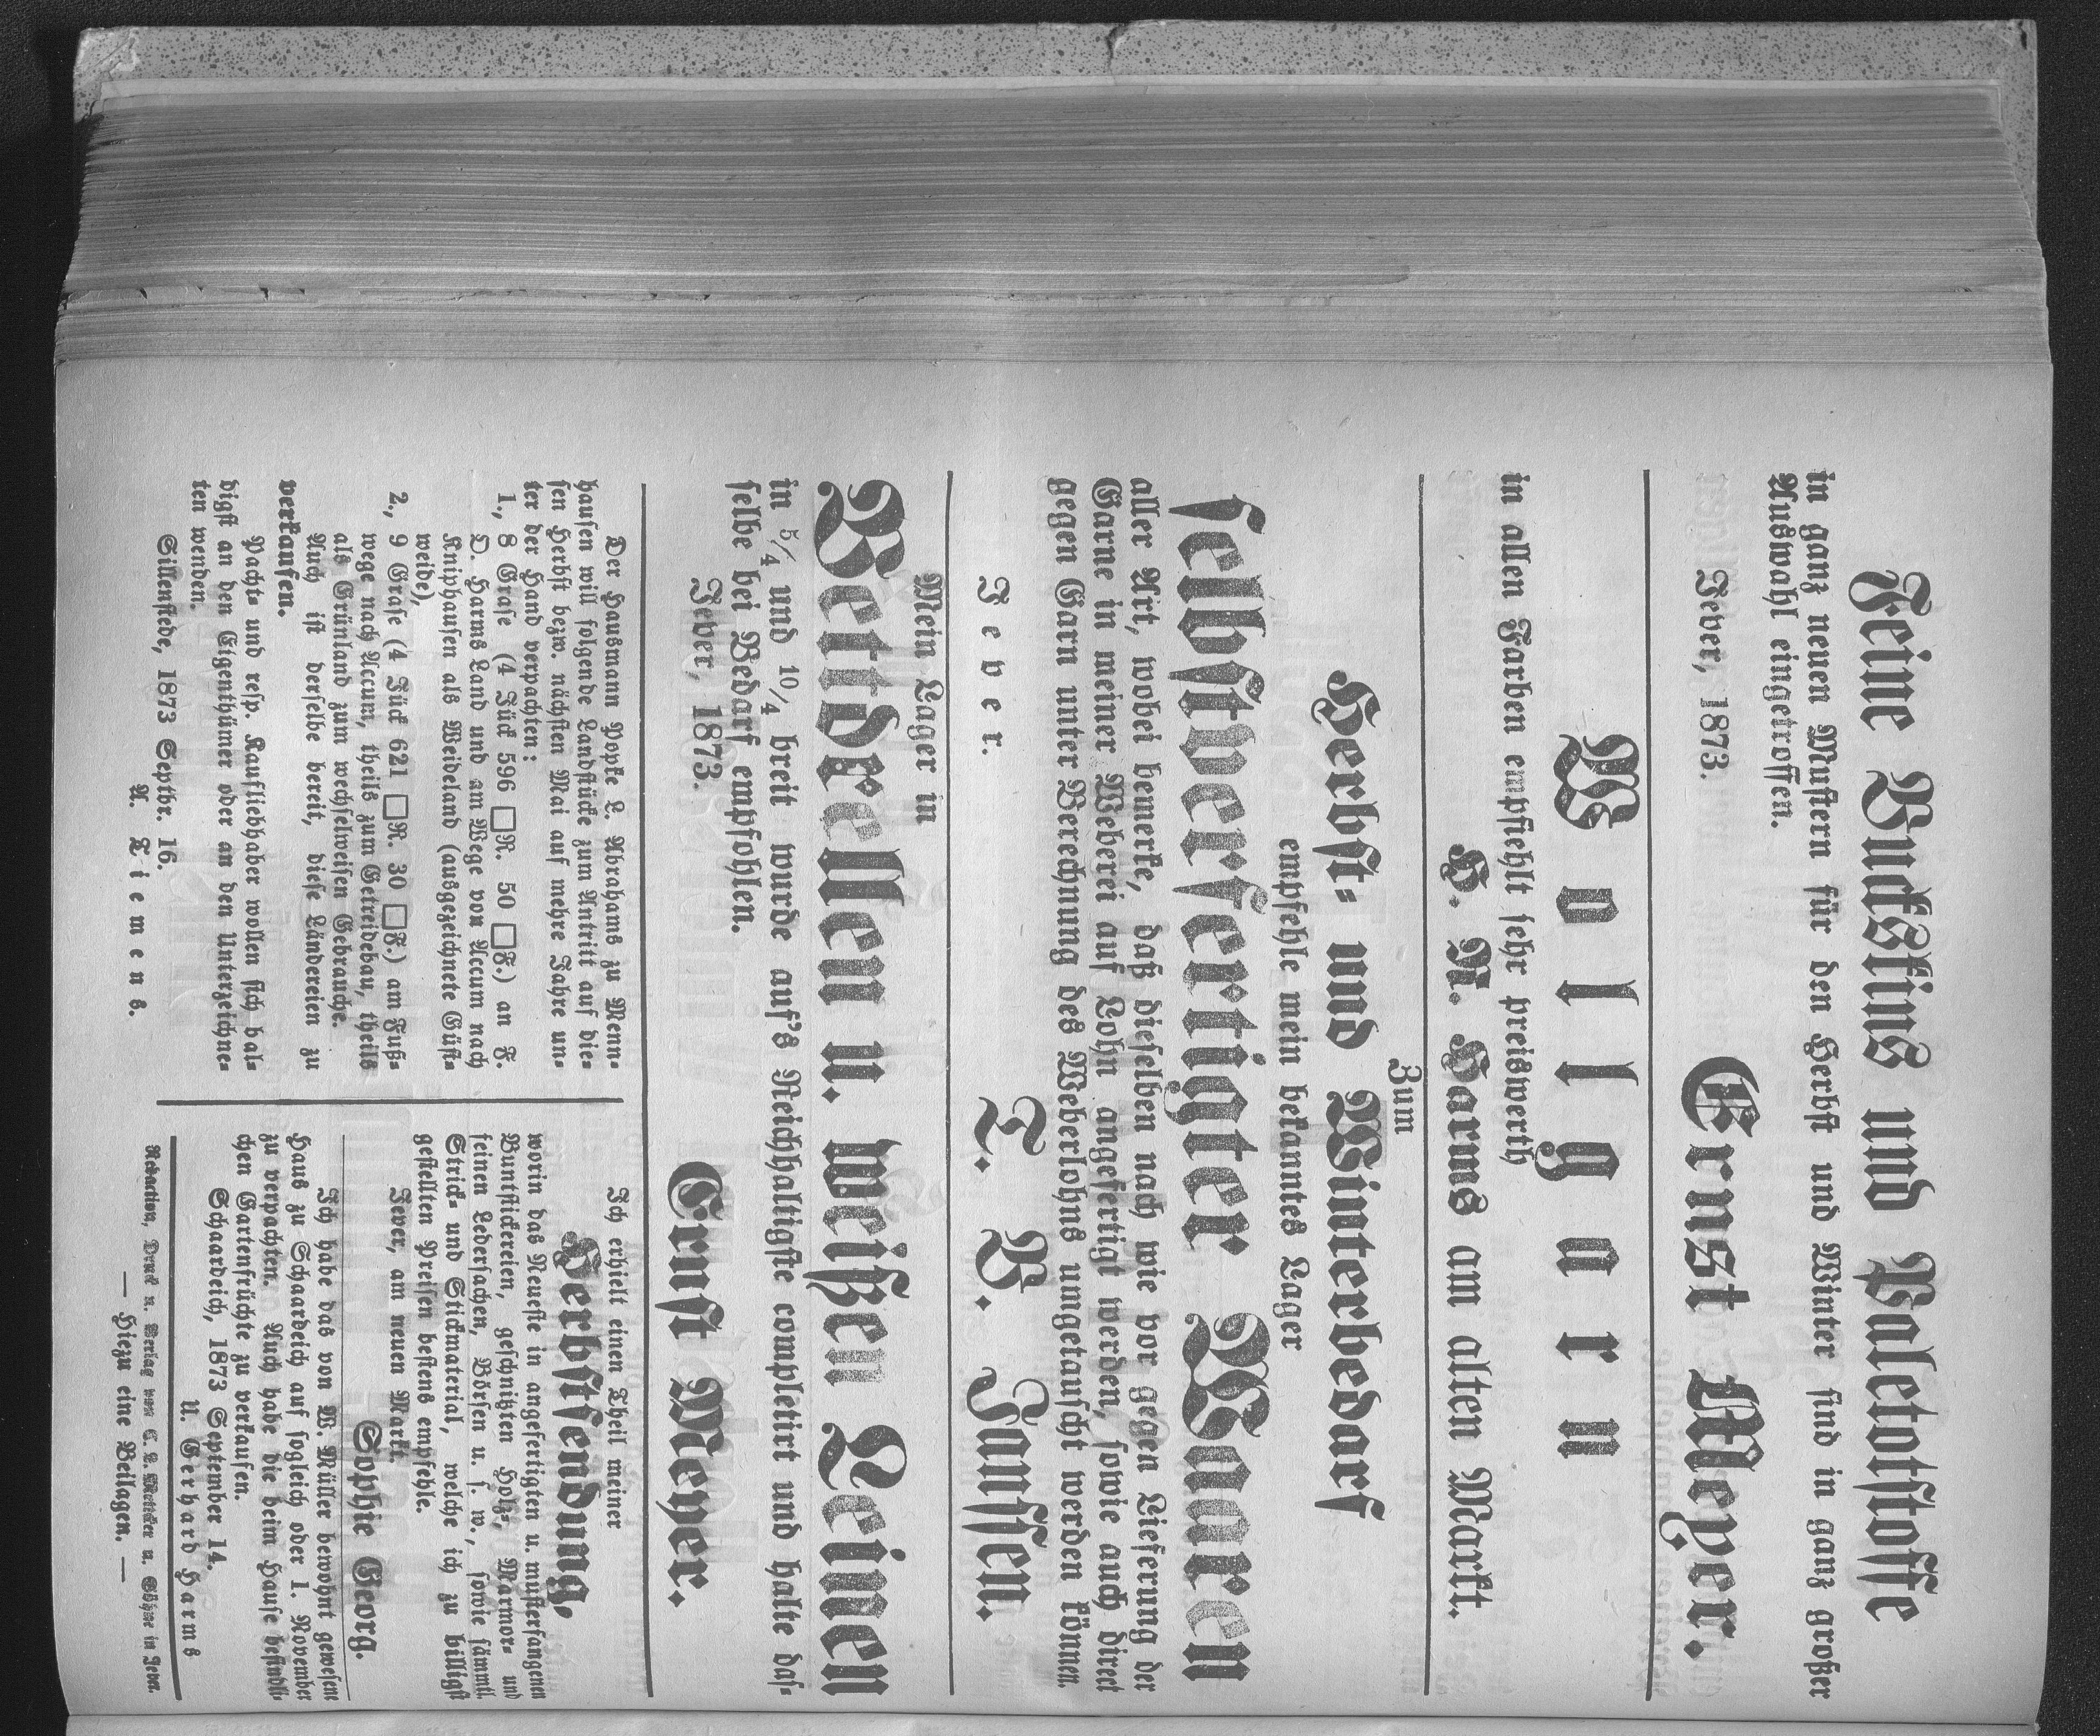 Feine Buckskins und Paletotstoffe
in ganz neuen Mustern für den Herbst und Winter sind in ganz großer
Auswahl eingetroffen.
Jever, 1873.
Ernst Meyer.
Wollgarn
in allen Farben empfiehlt sehr preiswerth
H. R. Harms am alten Markt.
Zum
Herbst- und Winterbedarf
empfehle mein bekanntes Lager
selbstverfertigter Waaren
aller Art, wobei bemerke, daß dieselben nach wie vor gegen Lieferung der
Garne in meiner Weberei auf Lohn angefertigt werden, sowie auch direct
gegen Garn unter Berechnung des Weberlohns umgetauscht werden können.
Jever.
T. B. Janssen.
Mein Lager in
Bettdrellen u. weißen Leinen
in 5/4 und 10/4 breit wurde auf's Reichhaltigste completirt und halte das-
selbe bei Bedarf empfohlen.
Jever, 1873.
Ernst Meyer.
Der Hausmann Popke L. Abrahams zu Wenn-
hausen will folgende Landstücke zum Antritt auf die-
sen Herbst bezw. nächsten Mai auf mehre Jahre un-
ter der Hand verpachten:
1., 8 Grase (4 Jück 596 □R. 50 □F.) an F.
D. Harms Land und am Wege von Accum nach
Kniphausen als Weideland (ausgezeichnete Güst-
weide),
2., 9 Grase (4 Jück 621 □R. 30 □F.) am Fuß-
wege nach Accum, theils zum Getreidebau, theils
als Grünland zum wechselweisen Gebrauche.
Auch ist derselbe bereit, diese Ländereien zu
verkaufen.
Pacht- und resp. Kaufliebhaber wollen sich bal-
digst an den Eigenthümer oder an den Unterzeichne-
ten wenden.
Sillenstede, 1873 Septbr. 16.
A. Tiemens.
Ich erhielt einen Theil meiner
Herbstsendung,
worin das Neueste in angefertigten u. musterfangenen
Buntstickereien, geschnitzten Holz-, Marmor- und
feinen Ledersachen, Börsen u. s. w., sowie sämmtl.
Strick- und Stickmaterial, welche ich zu billigst
gestellten Preisen bestens empfehle.
Jever, am neuen Markt.
Sophie Georg.
Ich habe das von W. Müller bewohnt gewesene
Haus zu Schaardeich auf sogleich oder 1. November
zu verpachten. Auch habe die beim Hause befindli-
chen Gartenfrüchte zu verkaufen.
Schaardeich, 1873 September 14.
U. Gerhard Harms
Redaction, Druck u. Verlag von C. L. Mettcker u. Söhne in Jever.
— Hiezu eine Beilagen. —